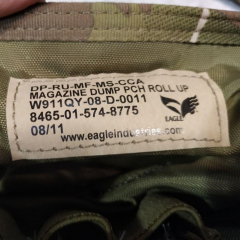 DP-RU-MF-MS-CCA
MAGAZINE DUMP PCH ROLL UP
W911QY-08-D-0011
8465-01-574-8775
08/11
EAGLE
www.eagleindustries.com